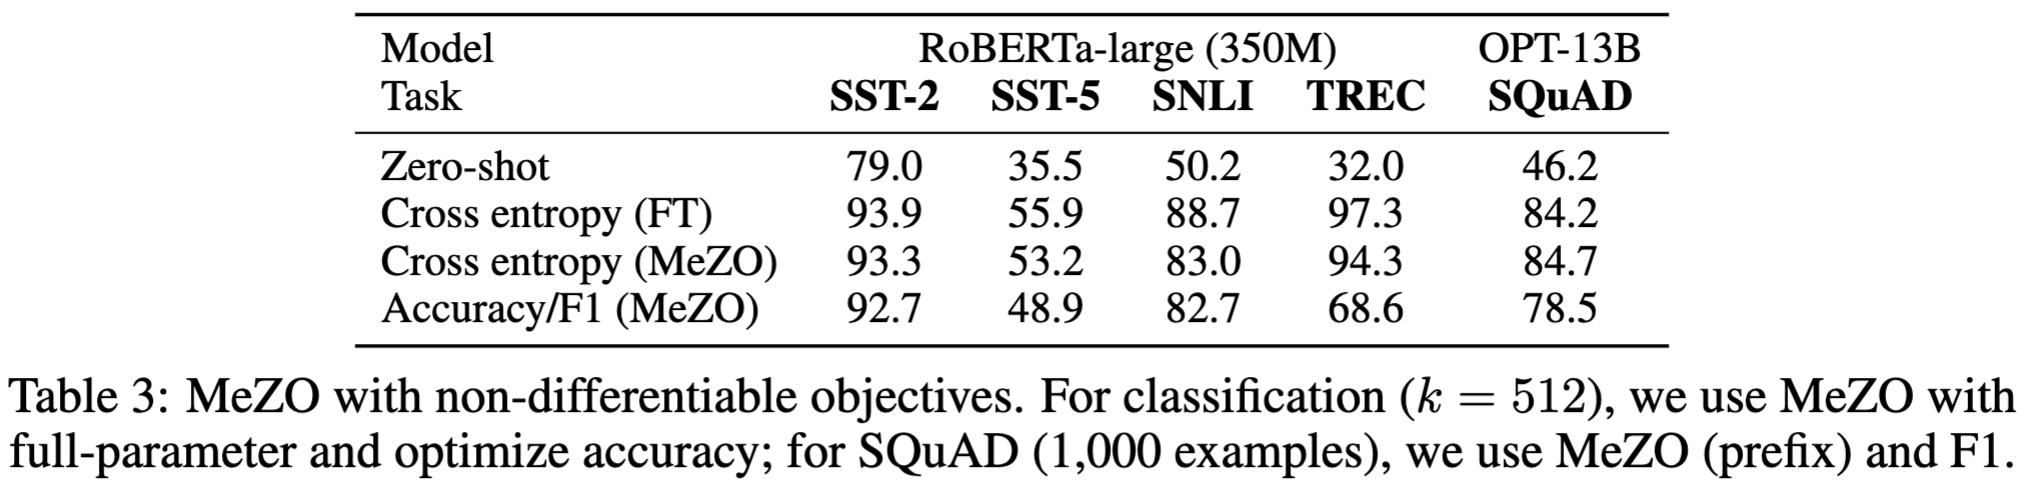 Model RoBERTa-large (350M) OPT-13B
Task SST-2 SST-5 SNLI TREC SQuAD
Zero-shot 79.0 35.5 50.2 32.0 46.2
Cross entropy (FT) 93.9 55.9 88.7 97.3 84.2
Cross entropy (MeZO) 93.3 53.2 83.0 94.3 84.7
Accuracy/F1 (MeZO) 92.7 48.9 82.7 68.6 78.5
Table 3: MeZO with non-differentiable objectives. For classification (k = 512), we use MeZO with
full-parameter and optimize accuracy; for SQuAD (1,000 examples), we use MeZO (prefix) and F1.